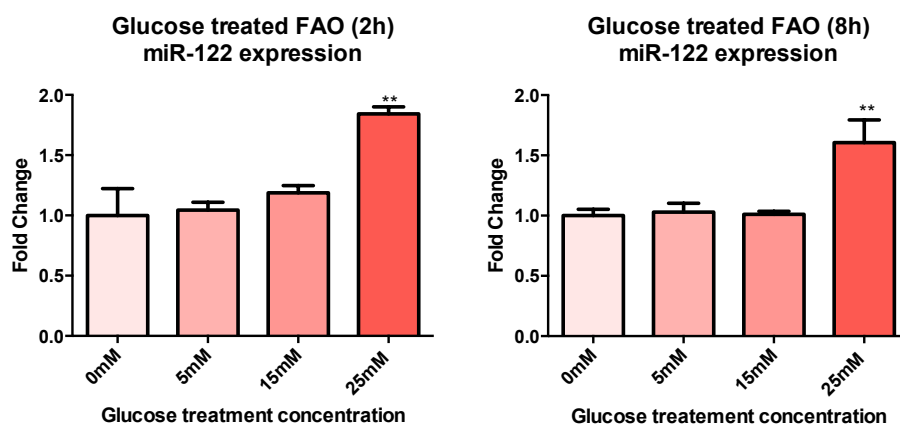 Glucose treated FAO (2h)
miR-122 expression
Fold Change
2.0
1.5
1.0
0.5
0.0
**
0mM
5mM
15mM
25mM
Glucose treatment concentration
Glucose treated FAO (8h)
miR-122 expression
Fold Change
2.0
1.5
1.0
0.5
0.0
**
0mM
5mM
15mM
25mM
Glucose treatement concentration